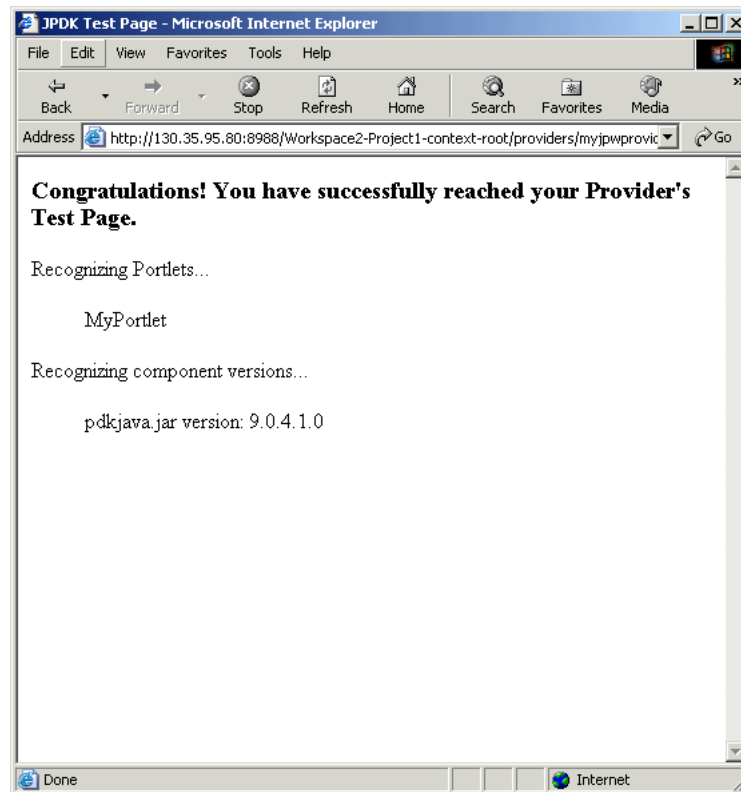 JPDK Test Page - Microsoft Internet Explorer
File Edit View Favorites Tools Help
Back Forward Stop Refresh Home Search Favorites Media »
Address http://130.35.95.80:8988/Workspace2-Project1-context-root/providers/myjpwprovic Go
Congratulations! You have successfully reached your Provider's
Test Page.
Recognizing Portlets...
MyPortlet
Recognizing component versions...
pdkjava.jar version: 9.0.4.1.0
Done Internet